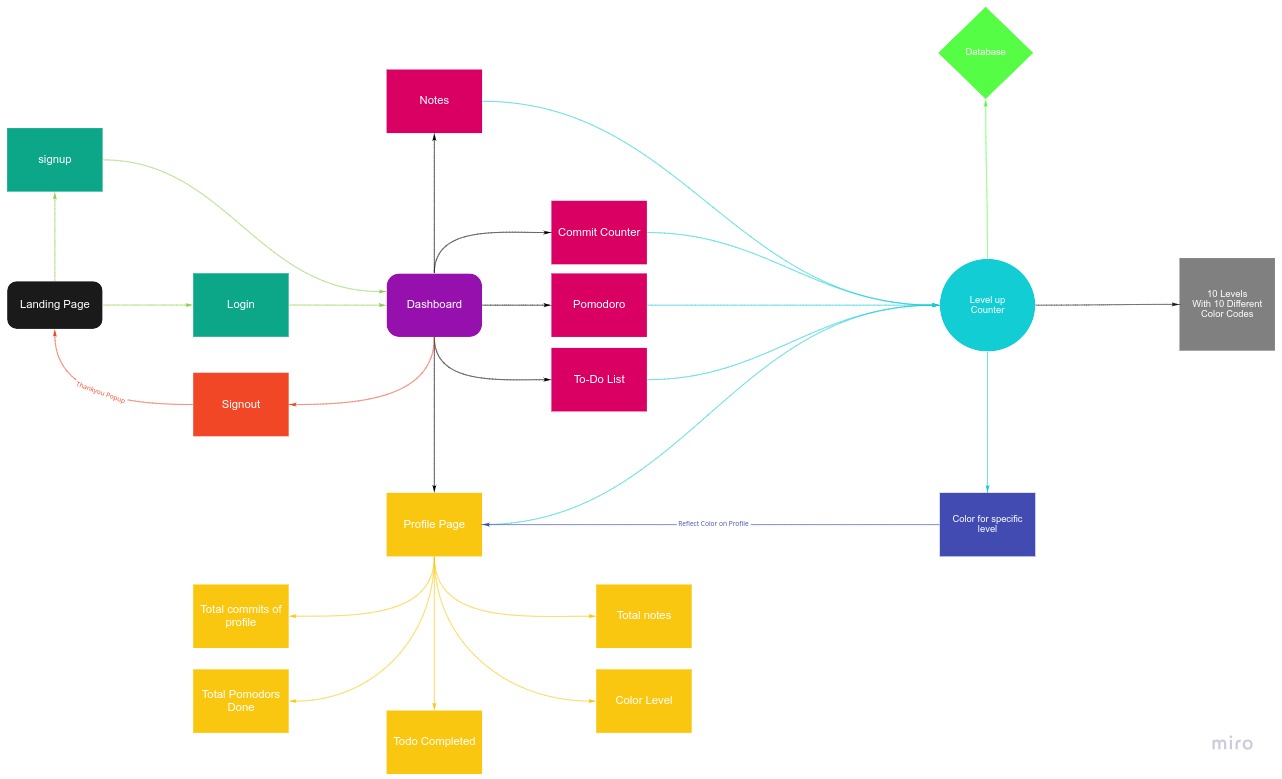 Database
Notes
signup
Commit Counter
Landing Page
Login
Dashboard
Pomodoro
Level up
Counter
10 Levels
With 10 Different
Color Codes
To-Do List
Thankyou Popup
Signout
Profile Page
Reflect Color on Profile
Color for specific
level
Total commits of
profile
Total notes
Total Pomodors
Done
Color Level
Todo Completed
miro